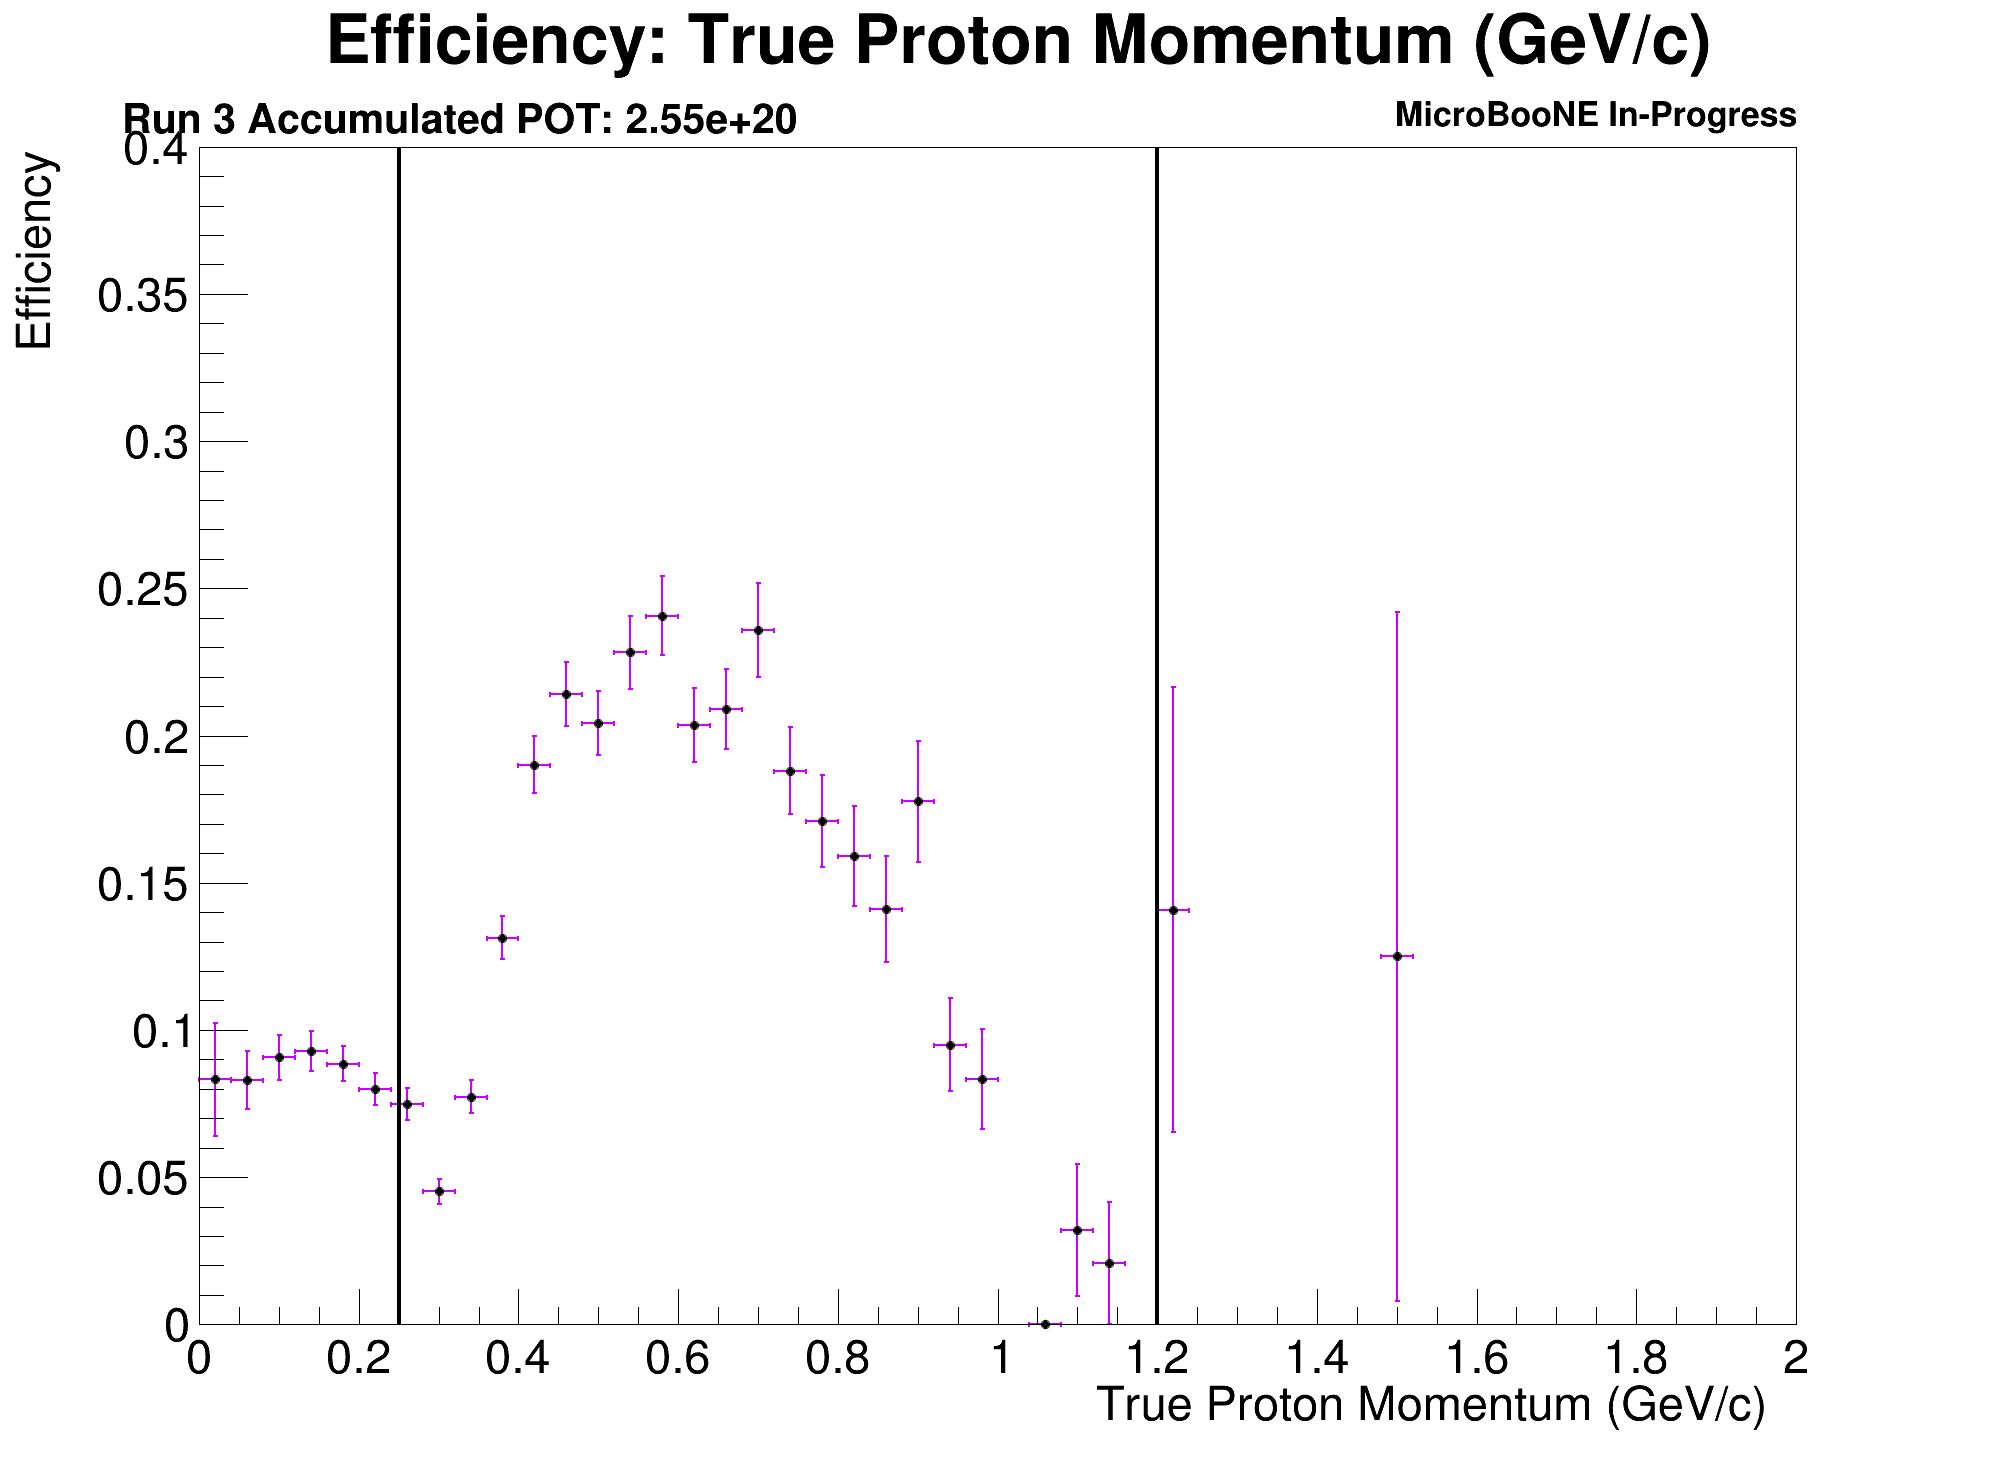 Efficiency: True Proton Momentum (GeV/c)
Run 3 Accumulated POT: 2.55e+20
MicroBooNE In-Progress
Efficiency
0.4
0.35
0.3
0.25
0.2
0.15
0.1
0.05
0
0 0.2 0.4 0.6 0.8 1 1.2 1.4 1.6 1.8 2
True Proton Momentum (GeV/c)